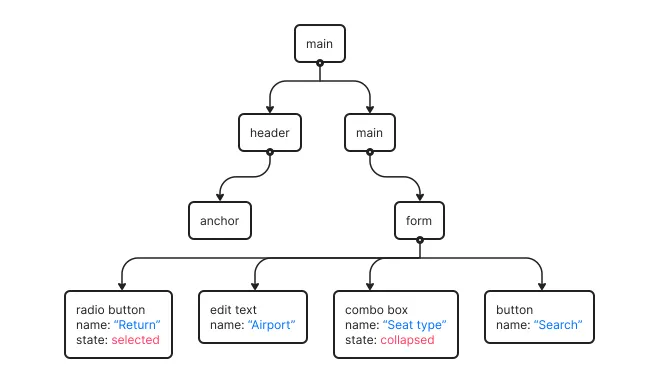 main
header
main
anchor
form
radio button
name: “Return”
state: selected
edit text
name: “Airport”
combo box
name: “Seat type”
state: collapsed
button
name: “Search”